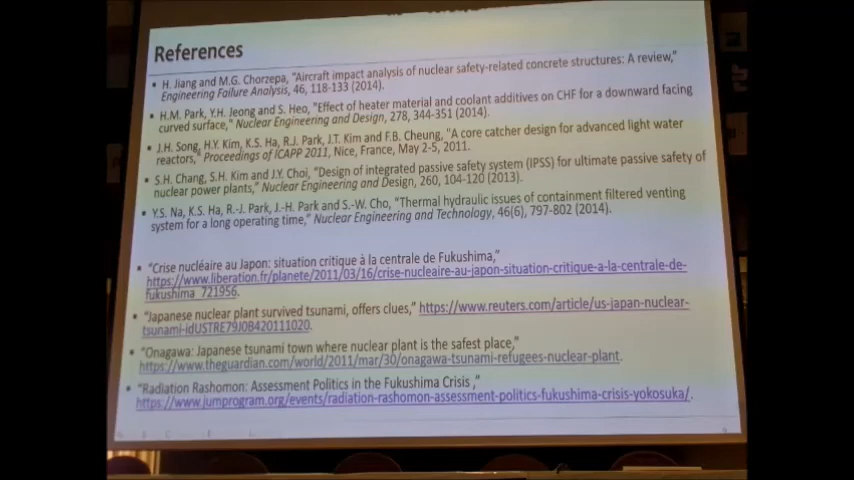 References
• H. Jiang and M.G. Chorzepa, "Aircraft impact analysis of nuclear safety-related concrete structures: A review,"
Engineering Failure Analysis, 46, 118-133 (2014).
• H.M. Park, Y.H. Jeong and S. Heo, "Effect of heater material and coolant additives on CHF for a downward facing
curved surface," Nuclear Engineering and Design, 278, 344-351 (2014).
• J.H. Song, H.Y. Kim, K.S. Ha, R.J. Park, J.T. Kim and F.B. Cheung, "A core catcher design for advanced light water
reactors," Proceedings of ICAPP 2011, Nice, France, May 2-5, 2011.
• S.H. Chang, S.H. Kim and J.Y. Choi, "Design of integrated passive safety system (IPSS) for ultimate passive safety of
nuclear power plants," Nuclear Engineering and Design, 260, 104-120 (2013).
• Y.S. Na, K.S. Ha, R.-J. Park, J.-H. Park and S.-W. Cho, "Thermal hydraulic issues of containment filtered venting
system for a long operating time," Nuclear Engineering and Technology, 46(6), 797-802 (2014).
• "Crise nucléaire au Japon: situation critique à la centrale de Fukushima,"
https://www.liberation.fr/planete/2011/03/16/crise-nucleaire-au-japon-situation-critique-a-la-centrale-de-
fukushima_721956.
• "Japanese nuclear plant survived tsunami, offers clues," https://www.reuters.com/article/us-japan-nuclear-
tsunami-idUSTRE79J0B420111020.
• "Onagawa: Japanese tsunami town where nuclear plant is the safest place,"
https://www.theguardian.com/world/2011/mar/30/onagawa-tsunami-refugees-nuclear-plant.
• "Radiation Rashomon: Assessment Politics in the Fukushima Crisis ,"
https://www.jumprogram.org/events/radiation-rashomon-assessment-politics-fukushima-crisis-yokosuka/.